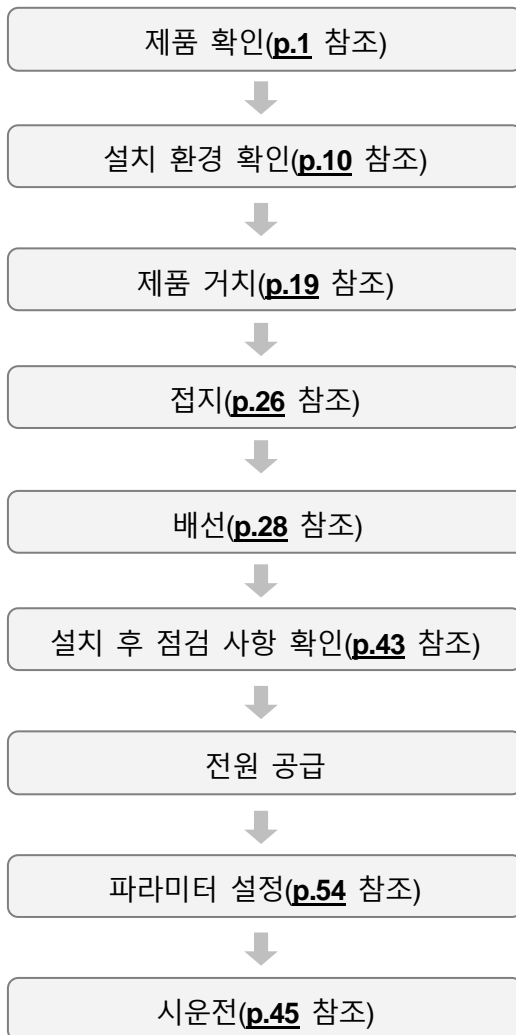 제품 확인(p.1 참조)
설치 환경 확인(p.10 참조)
제품 거치(p.19 참조)
접지(p.26 참조)
배선(p.28 참조)
설치 후 점검 사항 확인(p.43 참조)
전원 공급
파라미터 설정(p.54 참조)
시운전(p.45 참조)